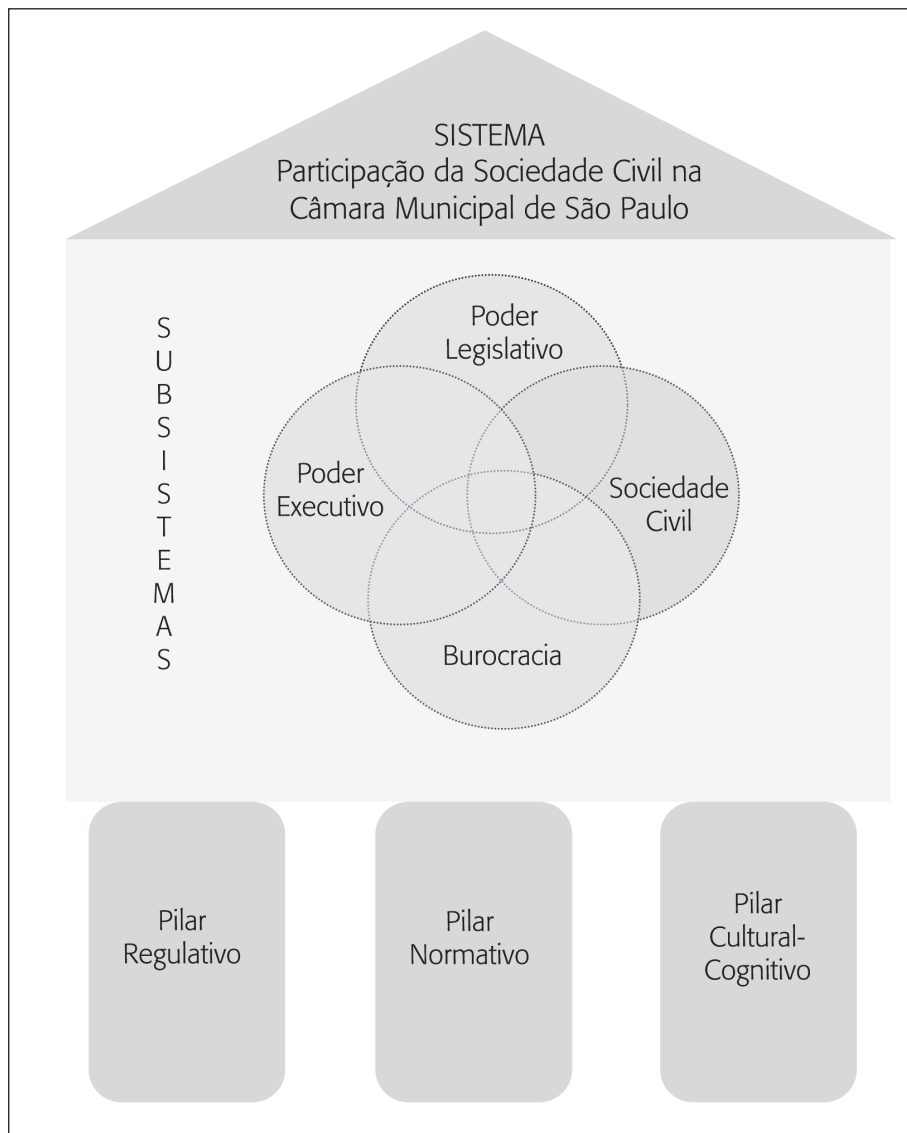 SISTEMA
Participação da Sociedade Civil na
Câmara Municipal de São Paulo
S
U
B
S
I
S
T
E
M
A
S
Poder
Legislativo
Poder
Executivo
Sociedade
Civil
Burocracia
Pilar
Regulativo
Pilar
Normativo
Pilar
Cultural-
Cognitivo